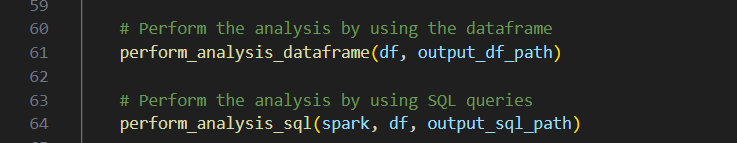 59
60 # Perform the analysis by using the dataframe
61 perform_analysis_dataframe(df, output_df_path)
62
63 # Perform the analysis by using SQL queries
64 perform_analysis_sql(spark, df, output_sql_path)